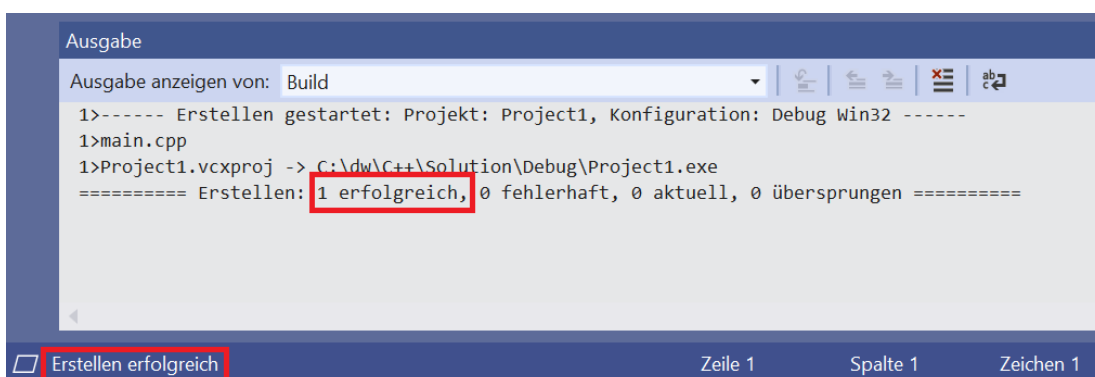 Ausgabe
Ausgabe anzeigen von: Build
1>------ Erstellen gestartet: Projekt: Project1, Konfiguration: Debug Win32 ------
1>main.cpp
1>Project1.vcxproj -> C:\dw\C++\Solution\Debug\Project1.exe
========== Erstellen: 1 erfolgreich, 0 fehlerhaft, 0 aktuell, 0 übersprungen ==========
Erstellen erfolgreich Zeile 1 Spalte 1 Zeichen 1